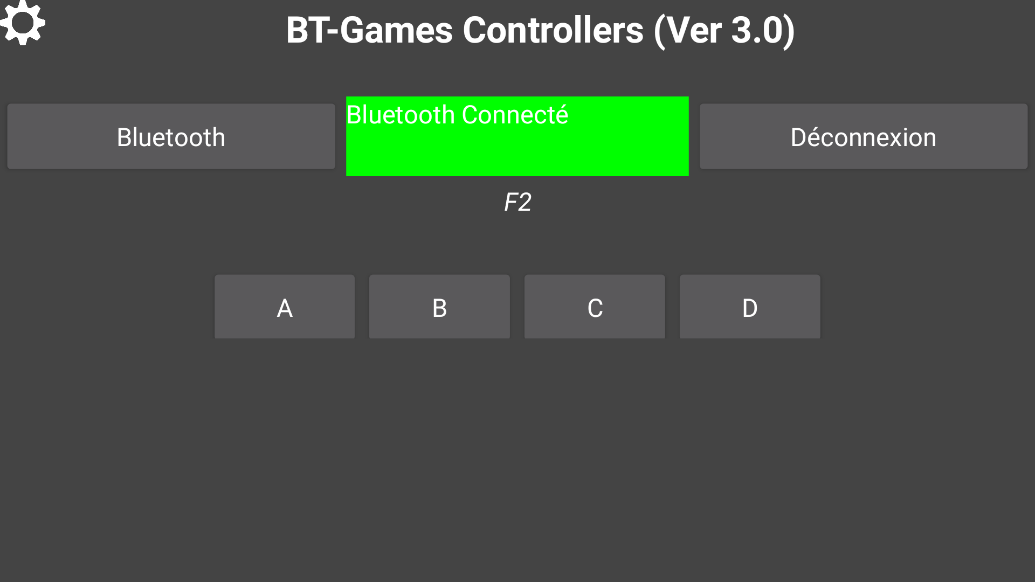 BT-Games Controllers (Ver 3.0)
Bluetooth
Bluetooth Connecté
Déconnexion
F2
A B C D